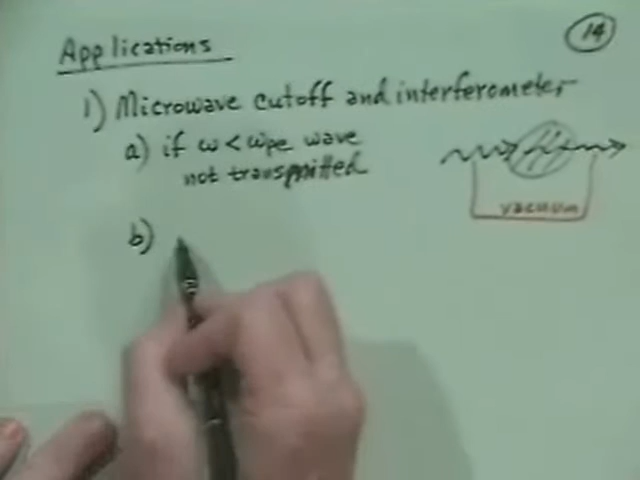 14
Applications
1) Microwave cutoff and interferometer
a) if ω < ωpe wave
not transmitted
vacuum
b)